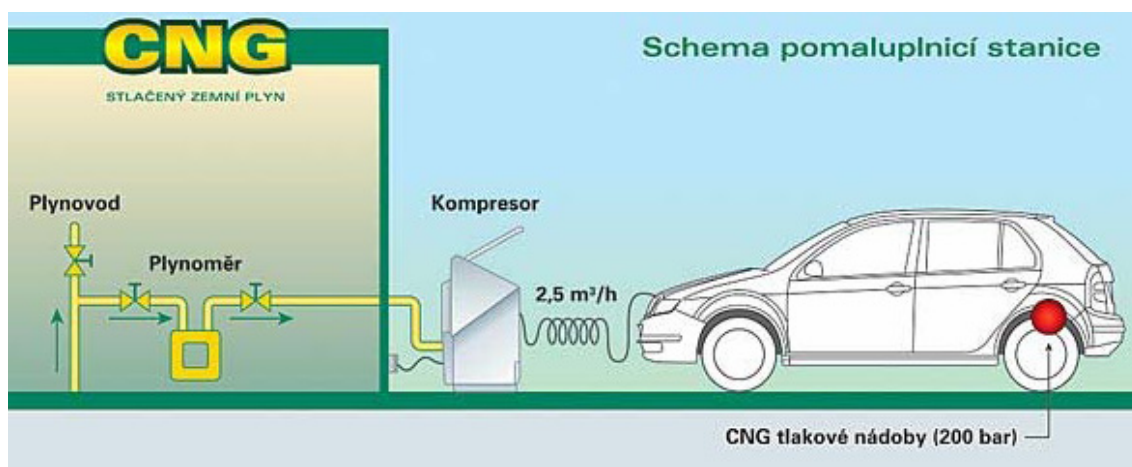 CNG
STLAČENÝ ZEMNÍ PLYN
Schema pomaluplnicí stanice
Plynovod
Plynoměr
Kompresor
2,5 m³/h
CNG tlakové nádoby (200 bar)